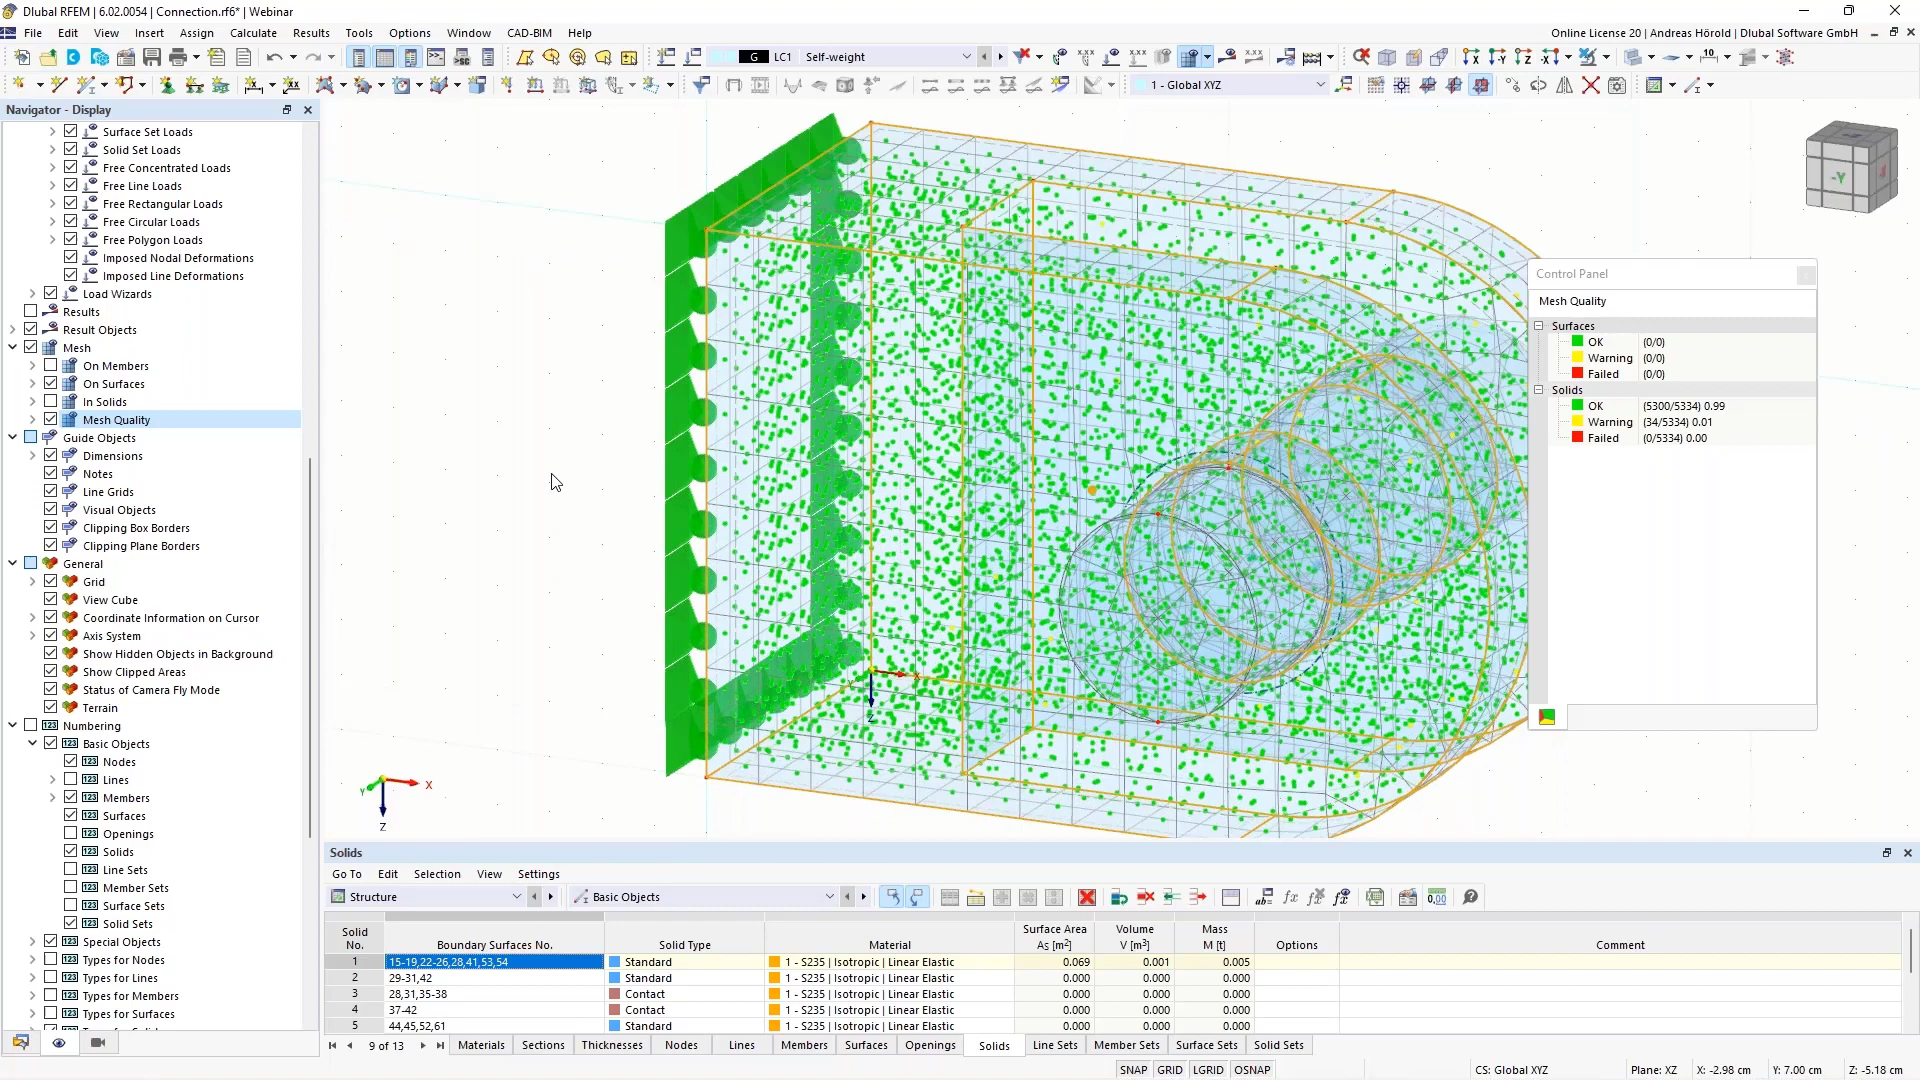 Dlubal RFEM | 6.02.0054 | Connection.rf6* | Webinar
File Edit View Insert Assign Calculate Results Tools Options Window CAD-BIM Help
Online License 20 | Andreas Hörold | Dlubal Software GmbH
G LC1 Self-weight
1 - Global XYZ
Navigator - Display
Surface Set Loads
Solid Set Loads
Free Concentrated Loads
Free Line Loads
Free Rectangular Loads
Free Circular Loads
Free Polygon Loads
Imposed Nodal Deformations
Imposed Line Deformations
Load Wizards
Results
Result Objects
Mesh
On Members
On Surfaces
In Solids
Mesh Quality
Guide Objects
Dimensions
Notes
Line Grids
Visual Objects
Clipping Box Borders
Clipping Plane Borders
General
Grid
View Cube
Coordinate Information on Cursor
Axis System
Show Hidden Objects in Background
Show Clipped Areas
Status of Camera Fly Mode
Terrain
Numbering
Basic Objects
Nodes
Lines
Members
Surfaces
Openings
Solids
Line Sets
Member Sets
Surface Sets
Solid Sets
Special Objects
Types for Nodes
Types for Lines
Types for Members
Types for Surfaces
-Y
X
Y
Z
X
Z
Control Panel
Mesh Quality
Surfaces
OK (0/0)
Warning (0/0)
Failed (0/0)
Solids
OK (5300/5334) 0.99
Warning (34/5334) 0.01
Failed (0/5334) 0.00
Solids
Go To Edit Selection View Settings
Structure Basic Objects
Solid No. Boundary Surfaces No. Solid Type Material Surface Area As [m²] Volume V [m³] Mass M [t] Options Comment
1 15-19,22-26,28,41,53,54 Standard 1 - S235 | Isotropic | Linear Elastic 0.069 0.001 0.005
2 29-31,42 Standard 1 - S235 | Isotropic | Linear Elastic 0.000 0.000 0.000
3 28,31,35-38 Contact 1 - S235 | Isotropic | Linear Elastic 0.000 0.000 0.000
4 37-42 Contact 1 - S235 | Isotropic | Linear Elastic 0.000 0.000 0.000
5 44,45,52,61 Standard 1 - S235 | Isotropic | Linear Elastic 0.000 0.000 0.000
9 of 13 Materials Sections Thicknesses Nodes Lines Members Surfaces Openings Solids Line Sets Member Sets Surface Sets Solid Sets
SNAP GRID LGRID OSNAP CS: Global XYZ Plane: XZ X: -2.98 cm Y: 7.00 cm Z: -5.18 cm